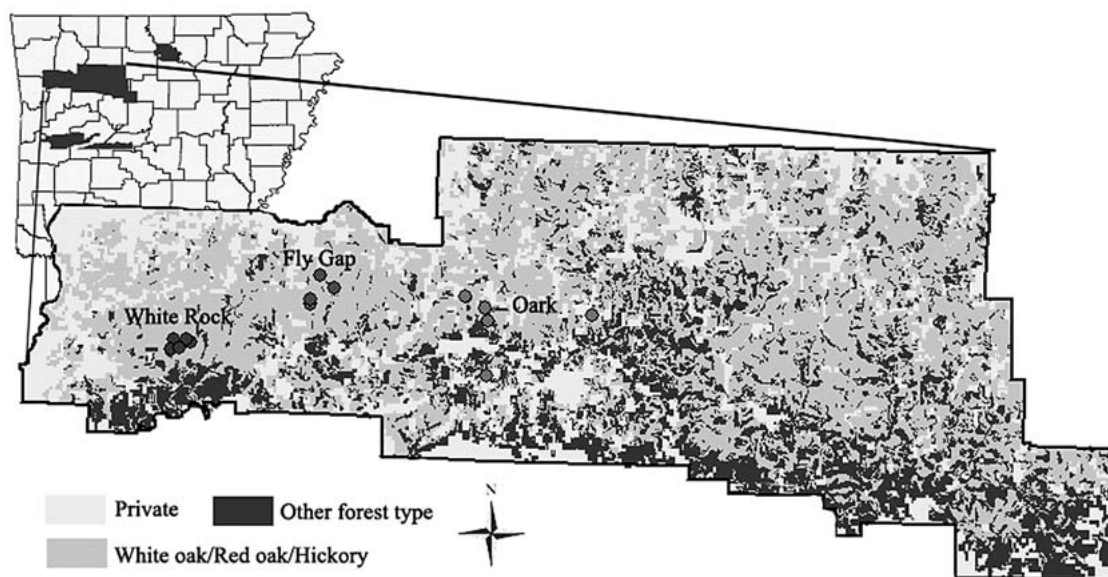 Fly Gap
Oark
White Rock
N
Private
Other forest type
White oak/Red oak/Hickory